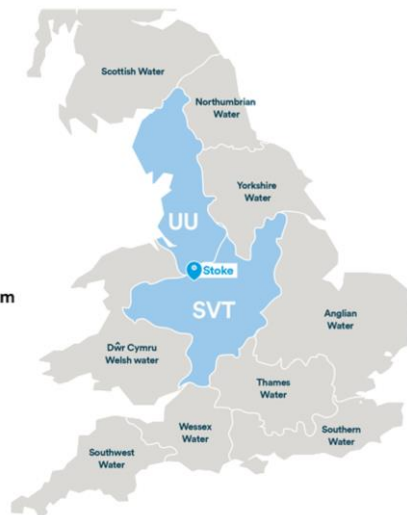 Scottish Water
Northumbrian
Water
Yorkshire
Water
UU
Stoke
m
SVT
Anglian
Water
Dŵr Cymru
Welsh water
Thames
Water
Wessex
Water
Southern
Water
Southwest
Water